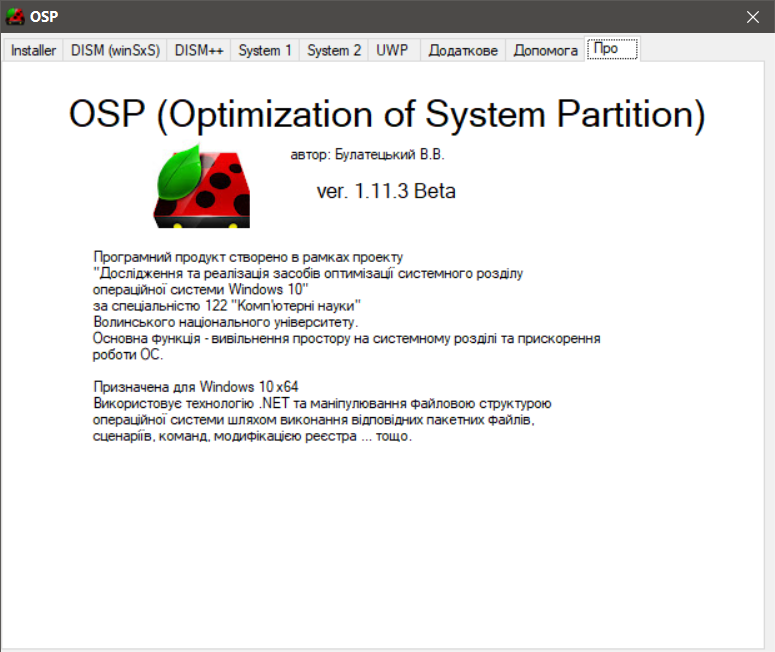 OSP
Installer DISM (winSxS) DISM++ System 1 System 2 UWP Додаткове Допомога Про
OSP (Optimization of System Partition)
автор: Булатецький В.В.
ver. 1.11.3 Beta
Програмний продукт створено в рамках проекту
"Дослідження та реалізація засобів оптимізації системного розділу
операційної системи Windows 10"
за спеціальністю 122 "Комп'ютерні науки"
Волинського національного університету.
Основна функція - вивільнення простору на системному розділі та прискорення
роботи ОС.
Призначена для Windows 10 x64
Використовує технологію .NET та маніпулювання файловою структурою
операційної системи шляхом виконання відповідних пакетних файлів,
сценаріїв, команд, модифікацією реєстра ... тощо.